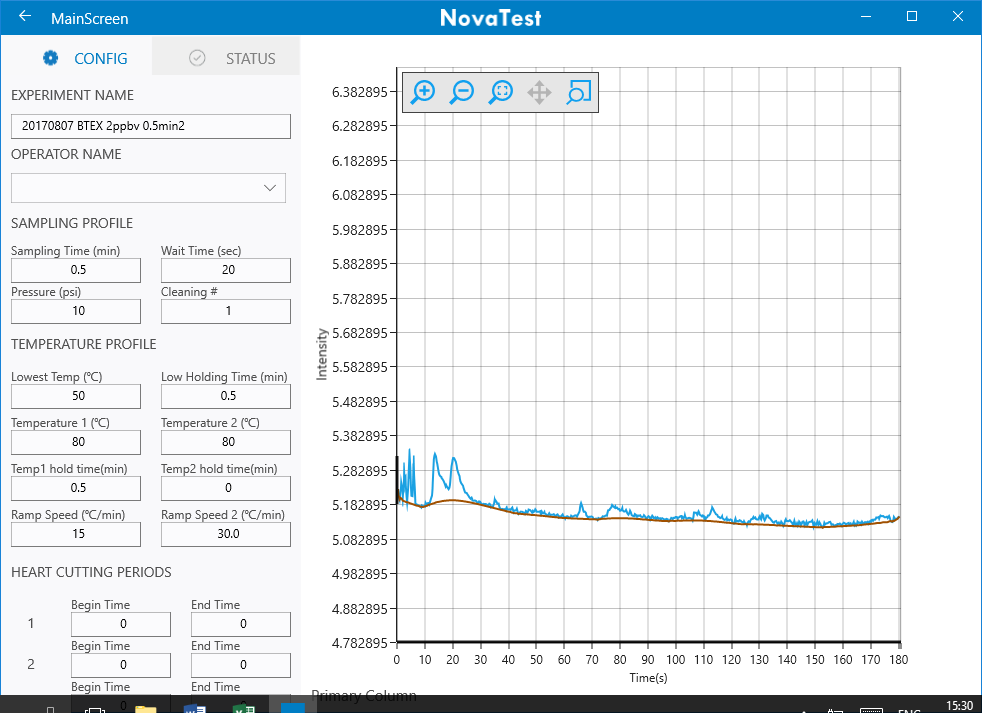 MainScreen
NovaTest
CONFIG
STATUS
EXPERIMENT NAME
20170807 BTEX 2ppbv 0.5min2
OPERATOR NAME
SAMPLING PROFILE
Sampling Time (min) Wait Time (sec)
0.5 20
Pressure (psi) Cleaning #
10 1
TEMPERATURE PROFILE
Lowest Temp (℃) Low Holding Time (min)
50 0.5
Temperature 1 (℃) Temperature 2 (℃)
80 80
Temp1 hold time(min) Temp2 hold time(min)
0.5 0
Ramp Speed (℃/min) Ramp Speed 2 (℃/min)
15 30.0
HEART CUTTING PERIODS
Begin Time End Time
1 0 0
Begin Time End Time
2 0 0
Begin Time End Time
0 0
Intensity
6.382895
6.282895
6.182895
6.082895
5.982895
5.882895
5.782895
5.682895
5.582895
5.482895
5.382895
5.282895
5.182895
5.082895
4.982895
4.882895
4.782895
0 10 20 30 40 50 60 70 80 90 100 110 120 130 140 150 160 170 180
Time(s)
Primary Column
ENG
15:30